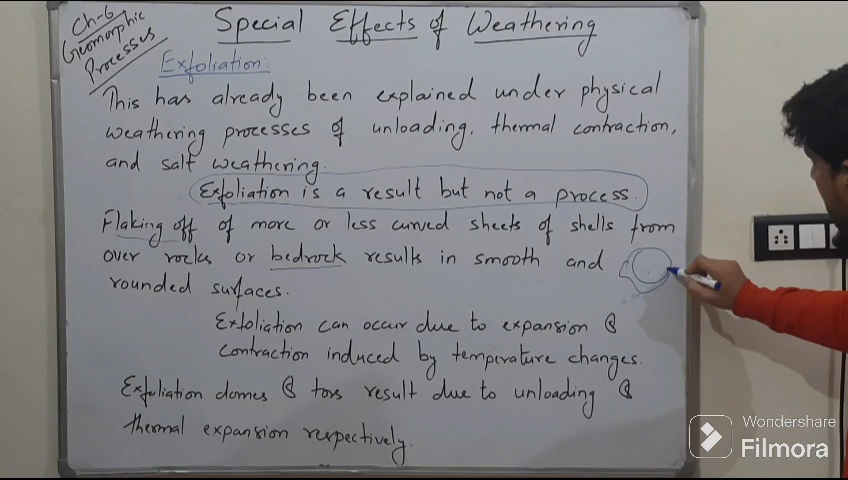 Ch-6
Geomorphic
Processes
Special Effects of Weathering
Exfoliation:
This has already been explained under physical
weathering processes of unloading, thermal contraction,
and salt weathering.
Exfoliation is a result but not a process.
Flaking off of more or less curved sheets of shells from
over rocks or bedrock results in smooth and
rounded surfaces.
Exfoliation can occur due to expansion &
contraction induced by temperature changes.
Exfoliation domes & tors result due to unloading &
thermal expansion respectively.
Wondershare
Filmora